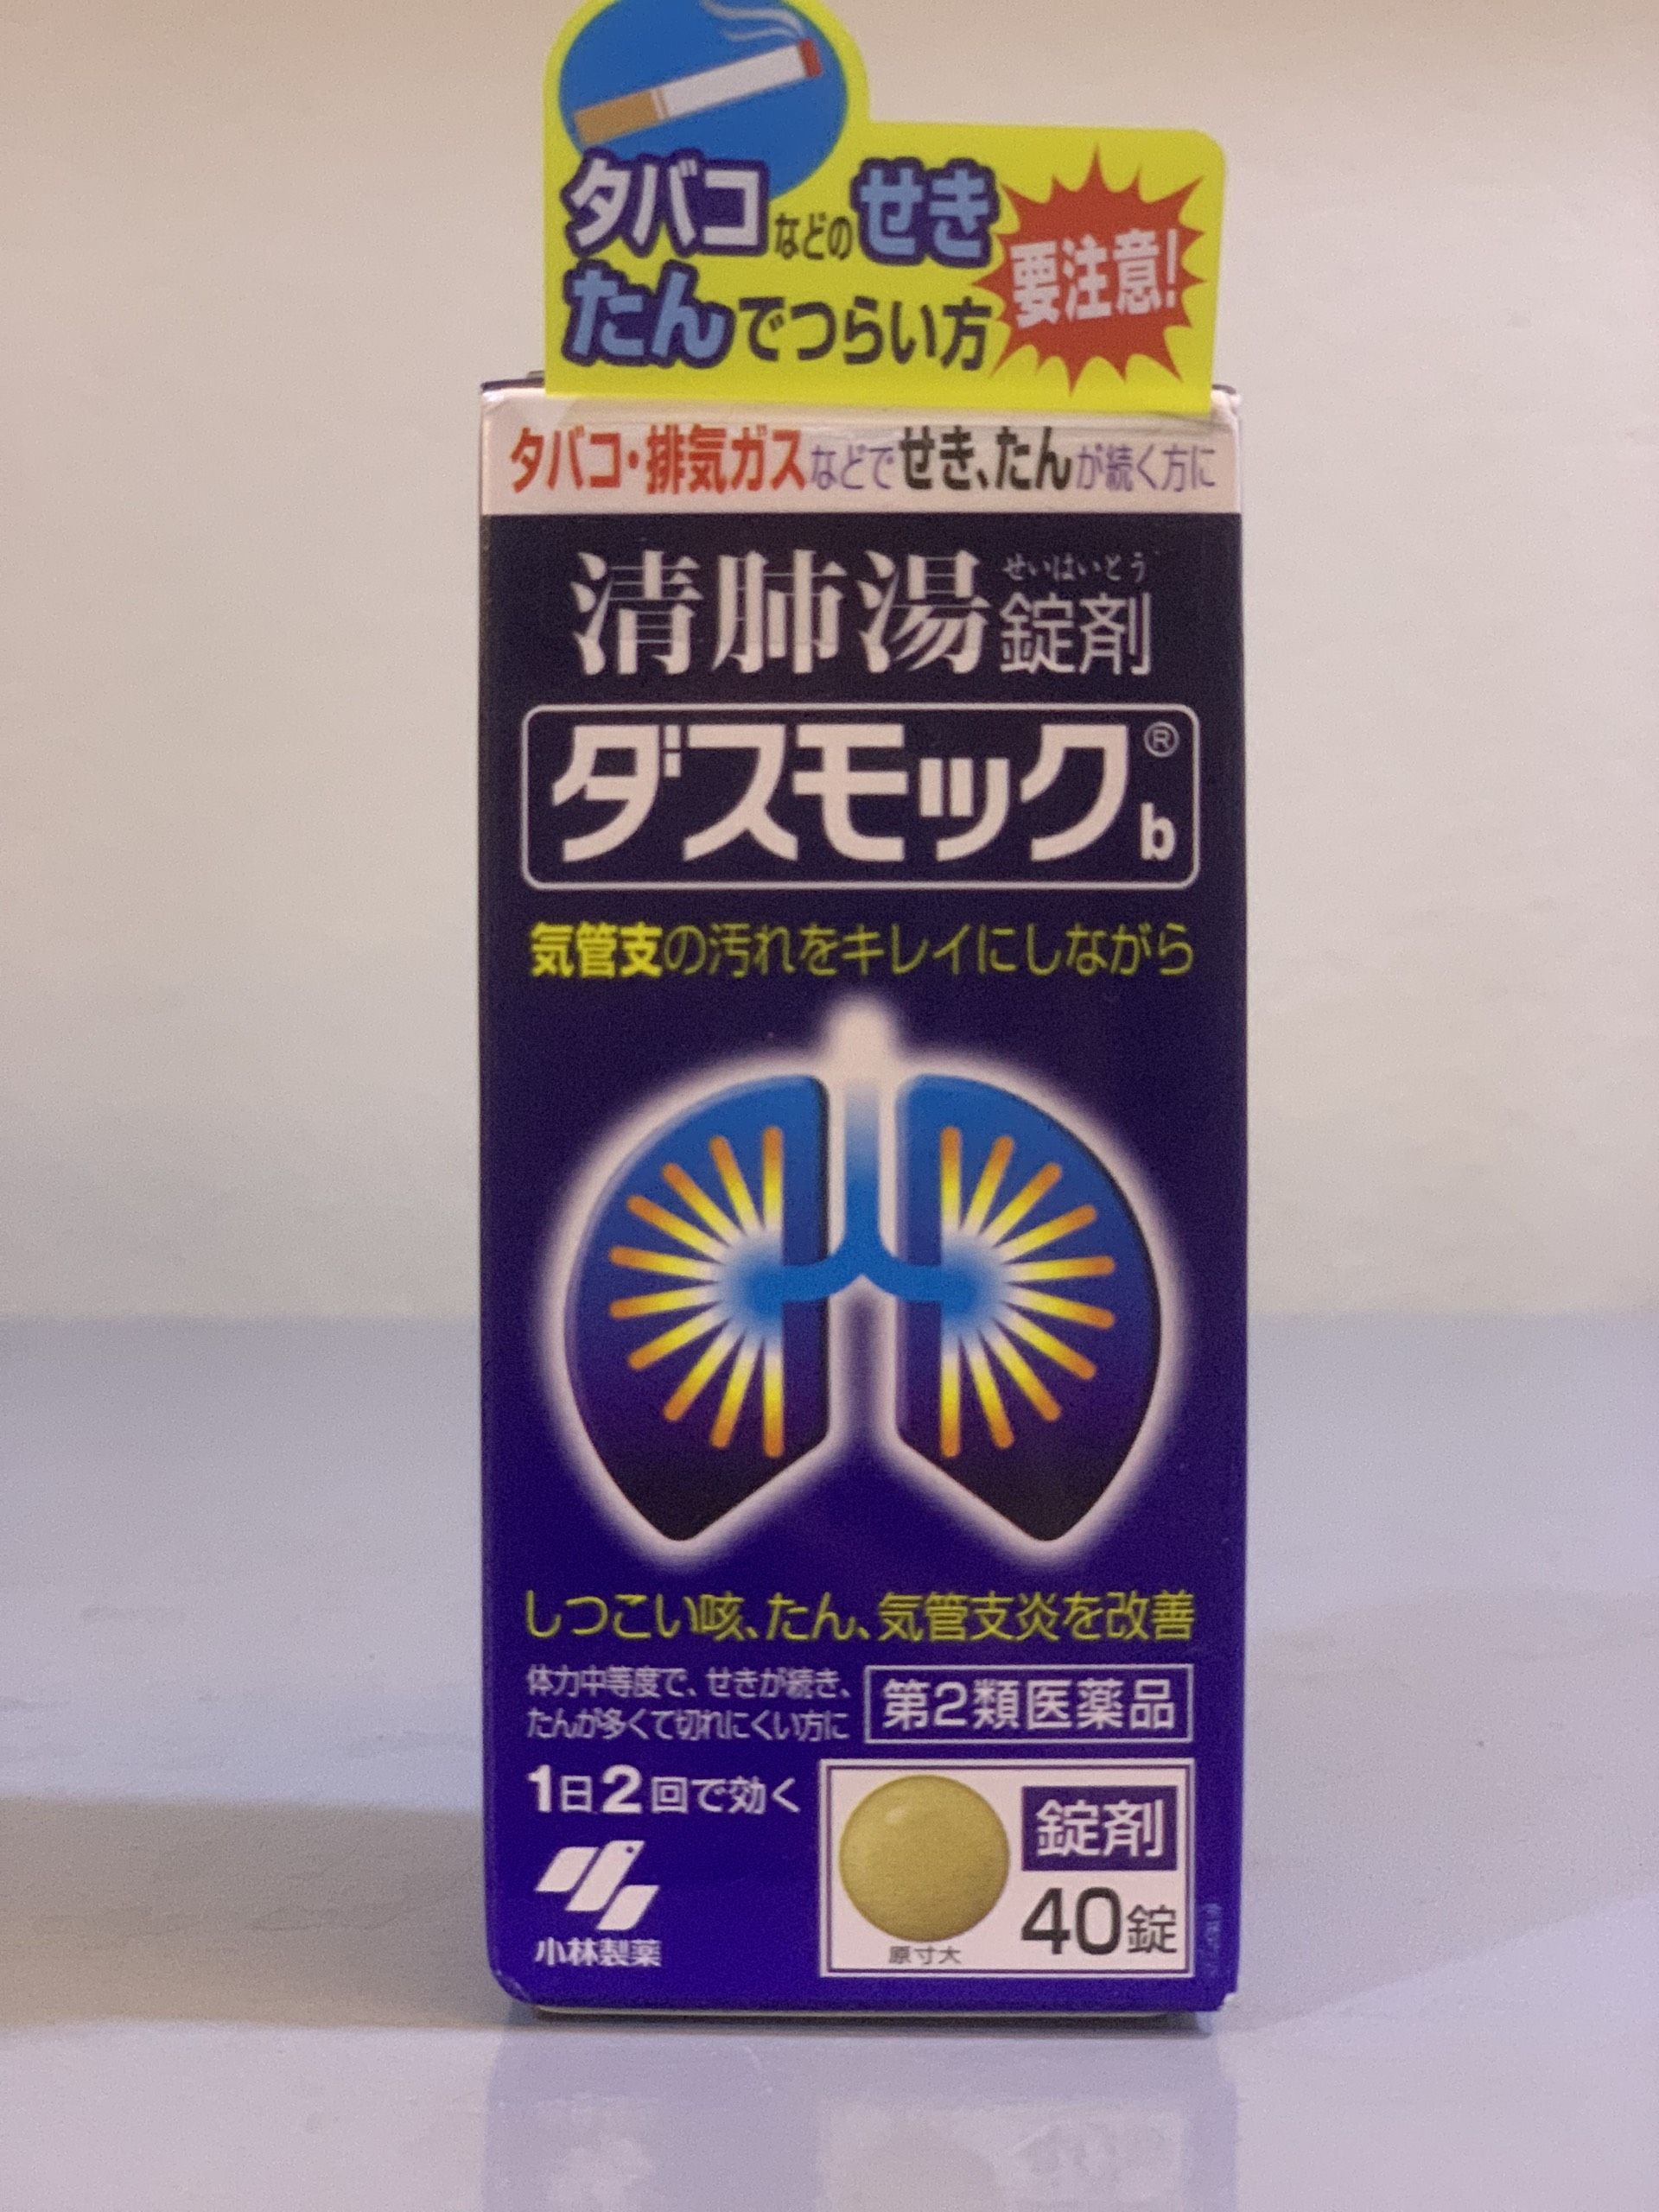 タバコなどのせき
たんでつらい方
要注意!
タバコ・排気ガスなどでせき、たんが続く方に
せいはいとう
清肺湯錠剤
ダスモック®b
気管支の汚れをキレイにしながら
しつこい咳、たん、気管支炎を改善
体力中等度で、せきが続き、
たんが多くて切れにくい方に
第2類医薬品
1日2回で効く
小林製薬
錠剤
40錠
原寸大